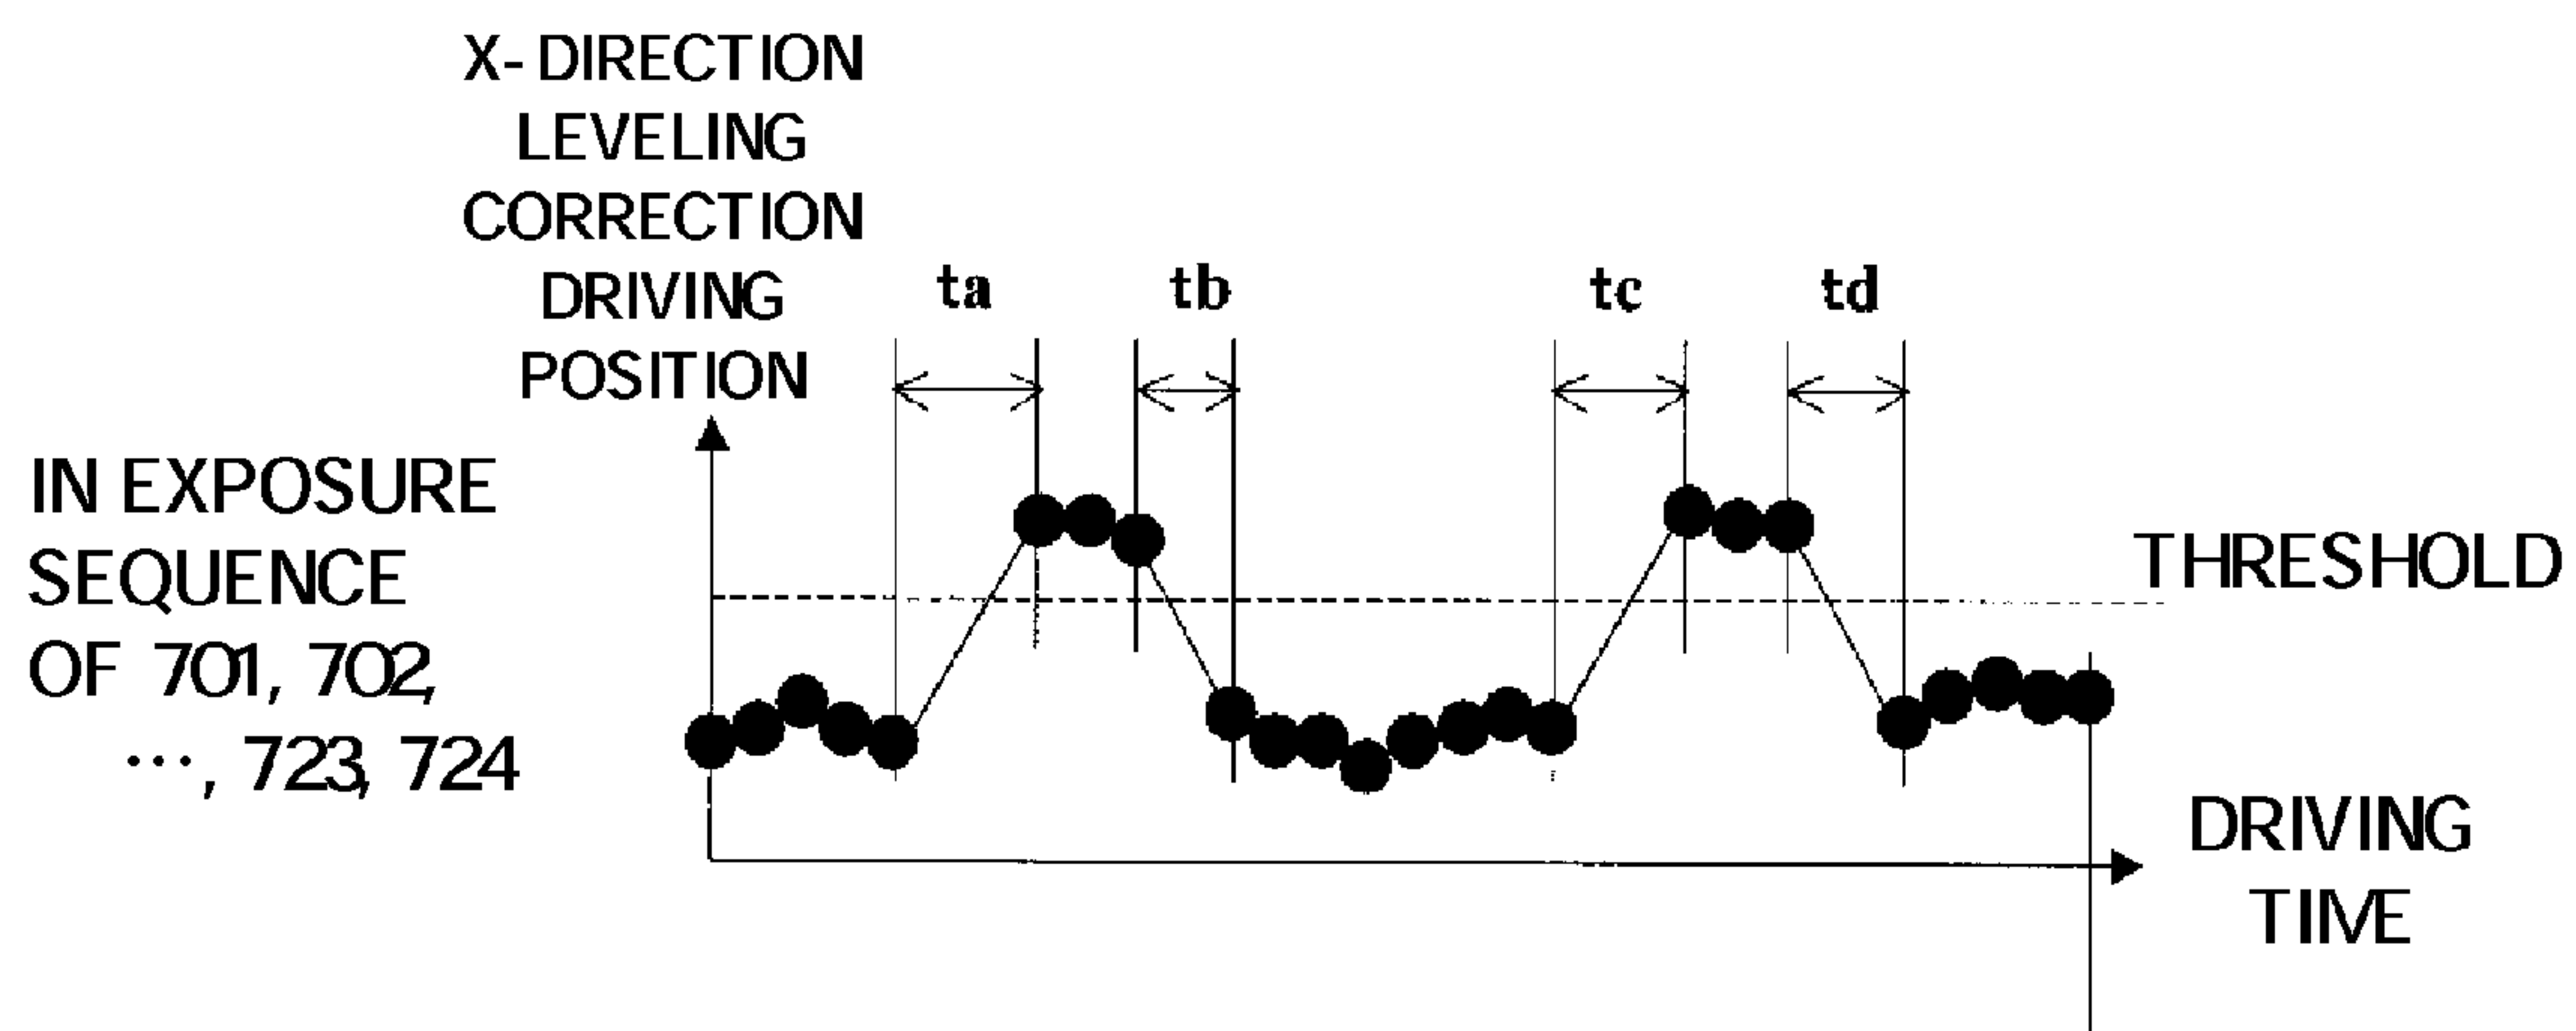 X-DIRECTION
LEVELING
CORRECTION
DRIVING
POSITION
ta
tb
tc
td
IN EXPOSURE
SEQUENCE
OF 701, 702,
…, 723, 724
THRESHOLD
DRIVING
TIME